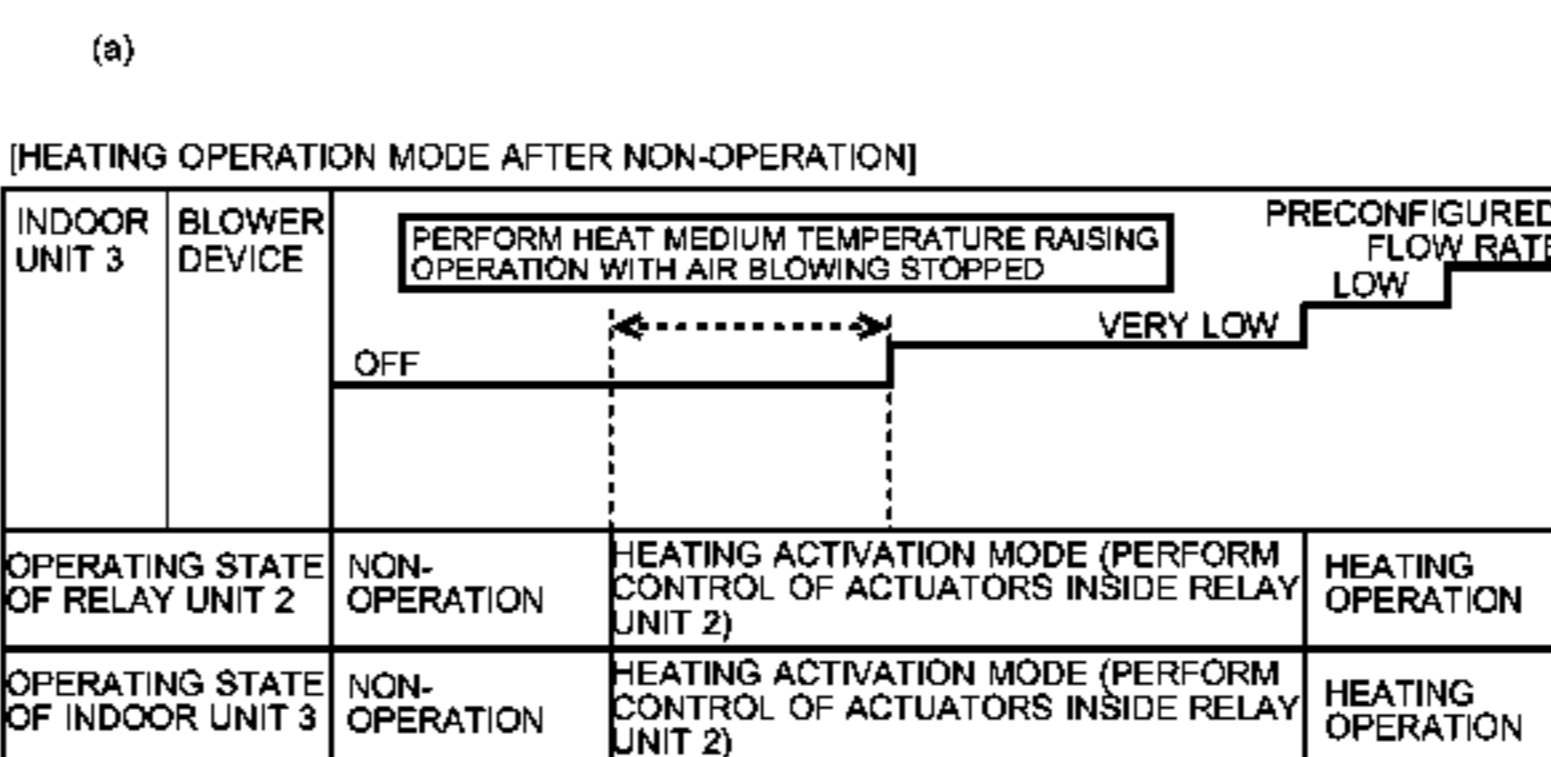 (a)
[HEATING OPERATION MODE AFTER NON-OPERATION]
INDOOR
UNIT 3
BLOWER
DEVICE
PERFORM HEAT MEDIUM TEMPERATURE RAISING
OPERATION WITH AIR BLOWING STOPPED
PRECONFIGURED
FLOW RATE
LOW
VERY LOW
OFF
OPERATING STATE
OF RELAY UNIT 2
NON-
OPERATION
HEATING ACTIVATION MODE (PERFORM
CONTROL OF ACTUATORS INSIDE RELAY
UNIT 2)
HEATING
OPERATION
OPERATING STATE
OF INDOOR UNIT 3
NON-
OPERATION
HEATING ACTIVATION MODE (PERFORM
CONTROL OF ACTUATORS INSIDE RELAY
UNIT 2)
HEATING
OPERATION